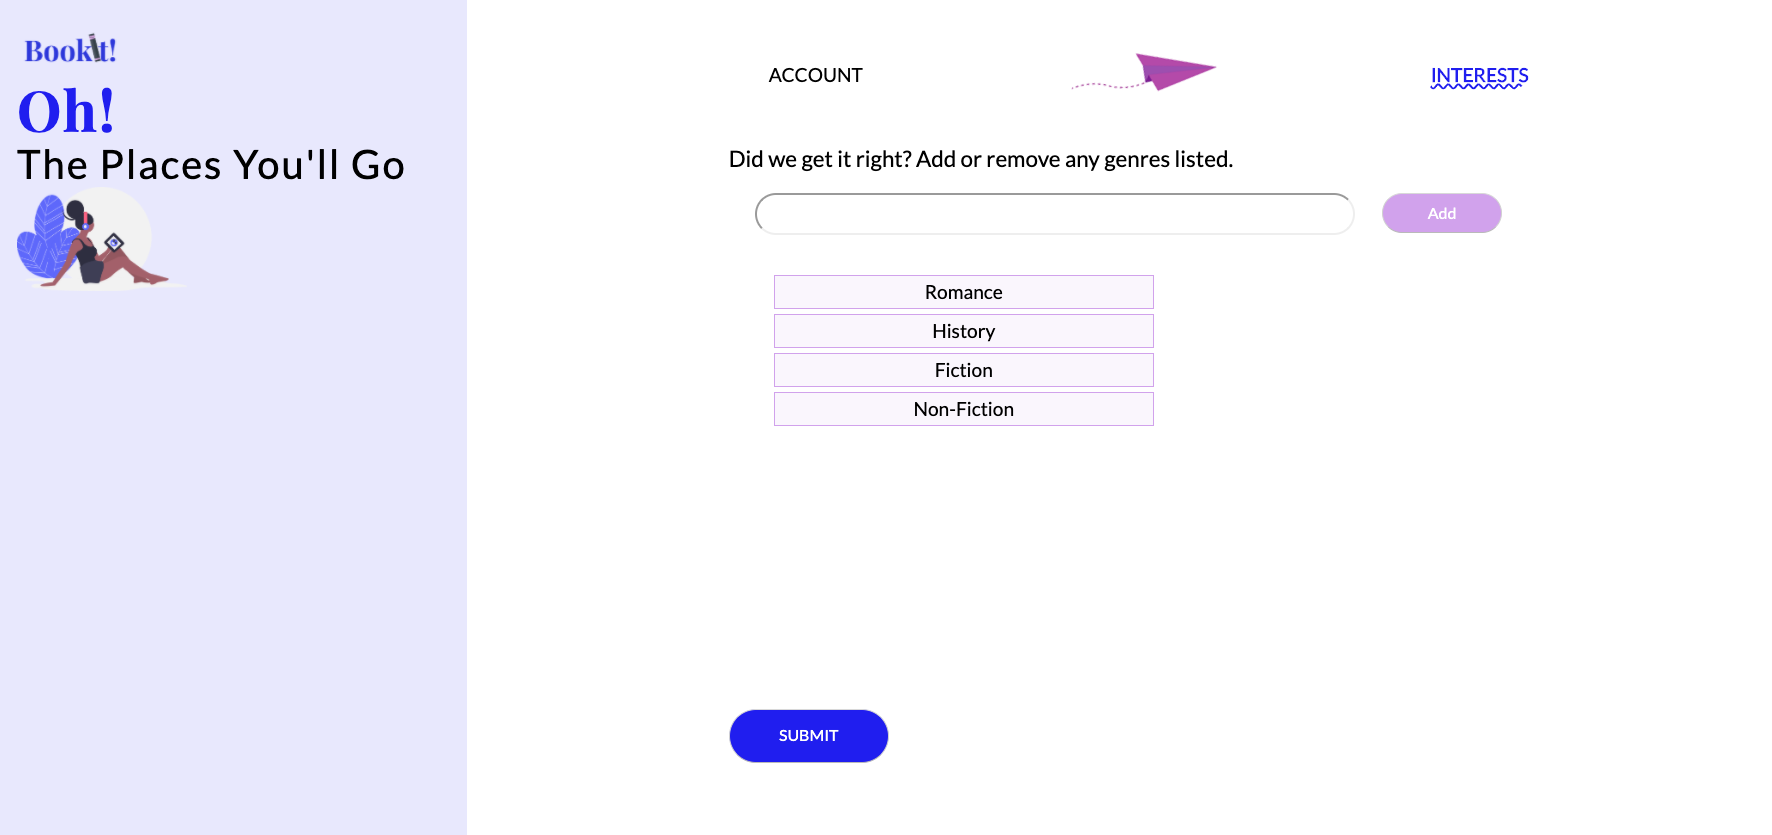 BookIt!
Oh!
The Places You'll Go
ACCOUNT
INTERESTS
Did we get it right? Add or remove any genres listed.
Add
Romance
History
Fiction
Non-Fiction
SUBMIT